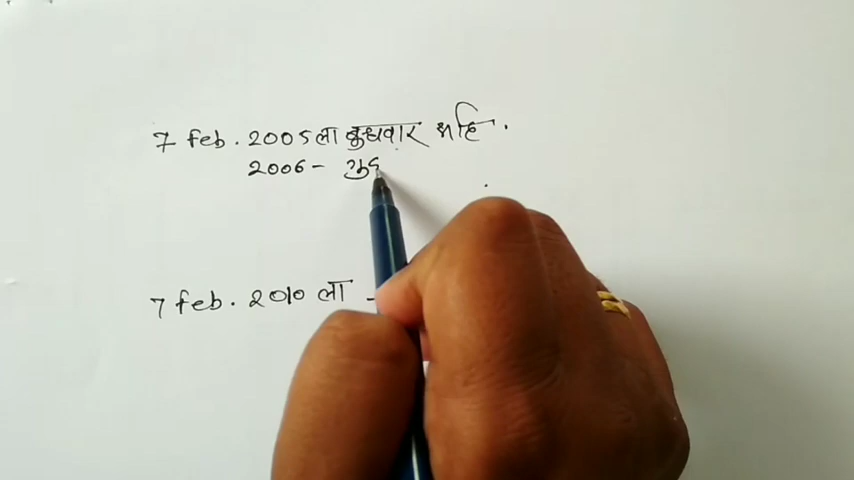 7 feb. 2005 ला बुधवार आहे.
2006 -
7 feb. 2010 ला -